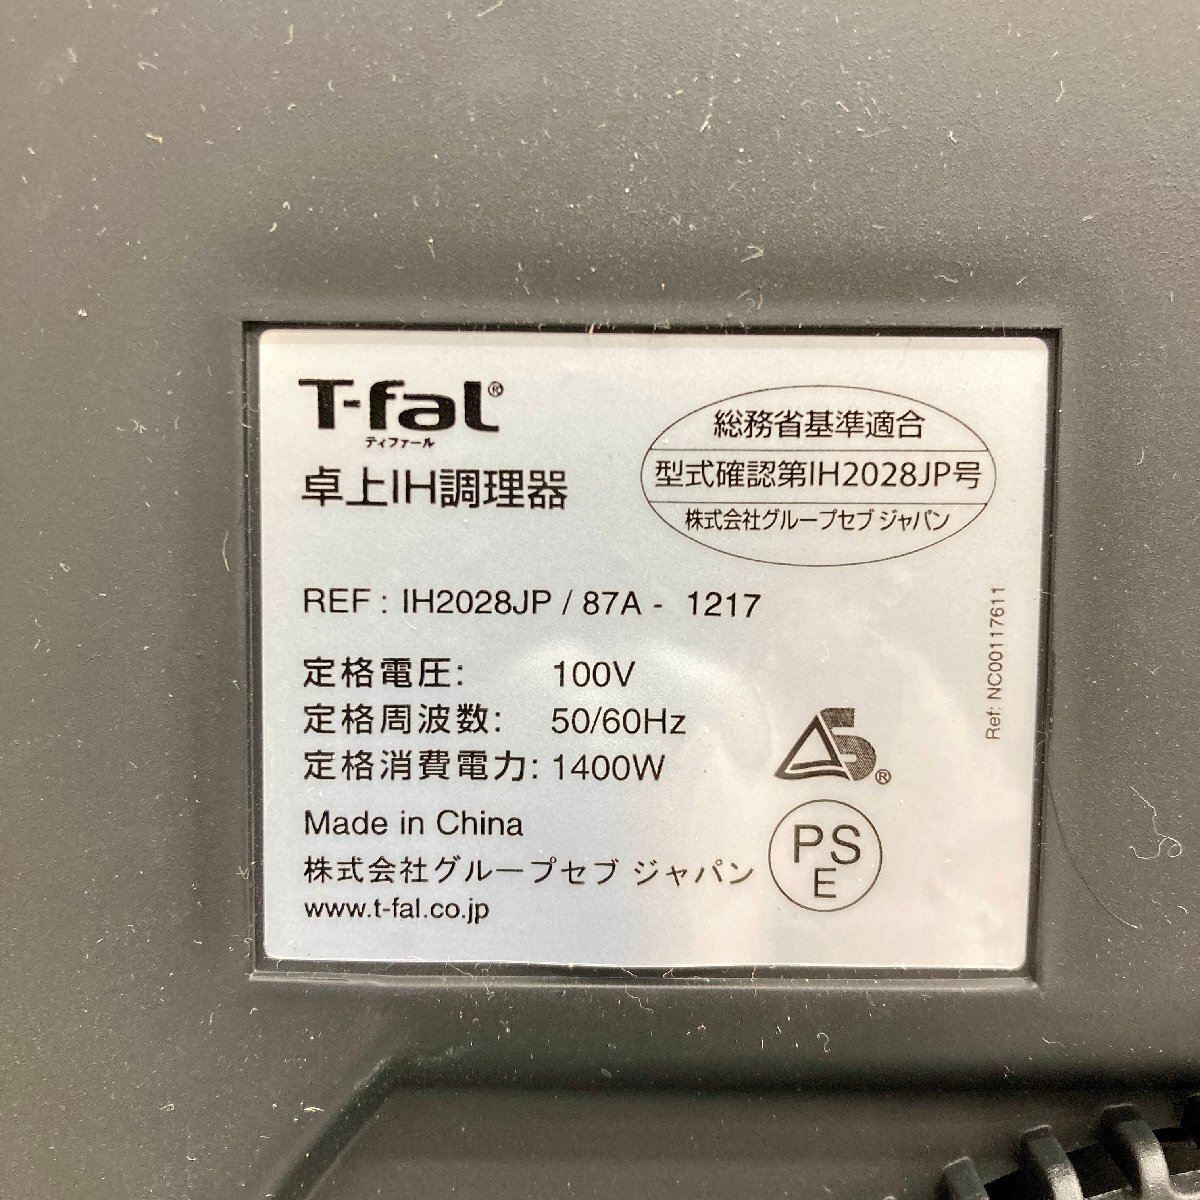 T-fal®
ティファール
卓上IH調理器
総務省基準適合
型式確認第IH2028JP号
株式会社グループセブ ジャパン
REF : IH2028JP / 87A - 1217
定格電圧: 100V
定格周波数: 50/60Hz
定格消費電力: 1400W
Made in China
株式会社グループセブ ジャパン
www.t-fal.co.jp
Ref: NC00117611
S®
PS
E